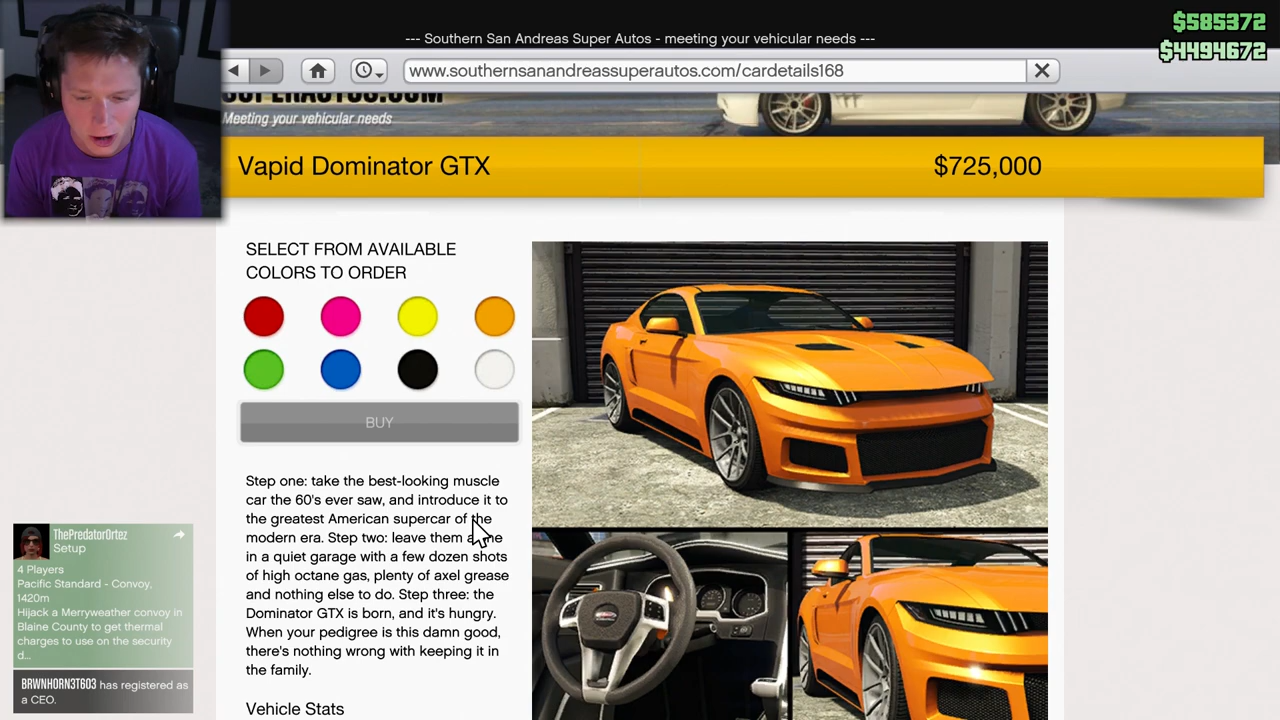 $585372
$4494672
--- Southern San Andreas Super Autos - meeting your vehicular needs ---
www.southernsanandreassuperautos.com/cardetails168
SUPERAUTOS.COM
Meeting your vehicular needs
Vapid Dominator GTX
$725,000
SELECT FROM AVAILABLE
COLORS TO ORDER
BUY
Step one: take the best-looking muscle
car the 60's ever saw, and introduce it to
the greatest American supercar of the
modern era. Step two: leave them
in a quiet garage with a few dozen shots
of high octane gas, plenty of axel grease
and nothing else to do. Step three: the
Dominator GTX is born, and it's hungry.
When your pedigree is this damn good,
there's nothing wrong with keeping it in
the family.
Vehicle Stats
ThePredatorOrtez
Setup
4 Players
Pacific Standard - Convoy,
1420m
Hijack a Merryweather convoy in
Blaine County to get thermal
charges to use on the security
d...
BRWNH0RN3T603 has registered as
a CEO.